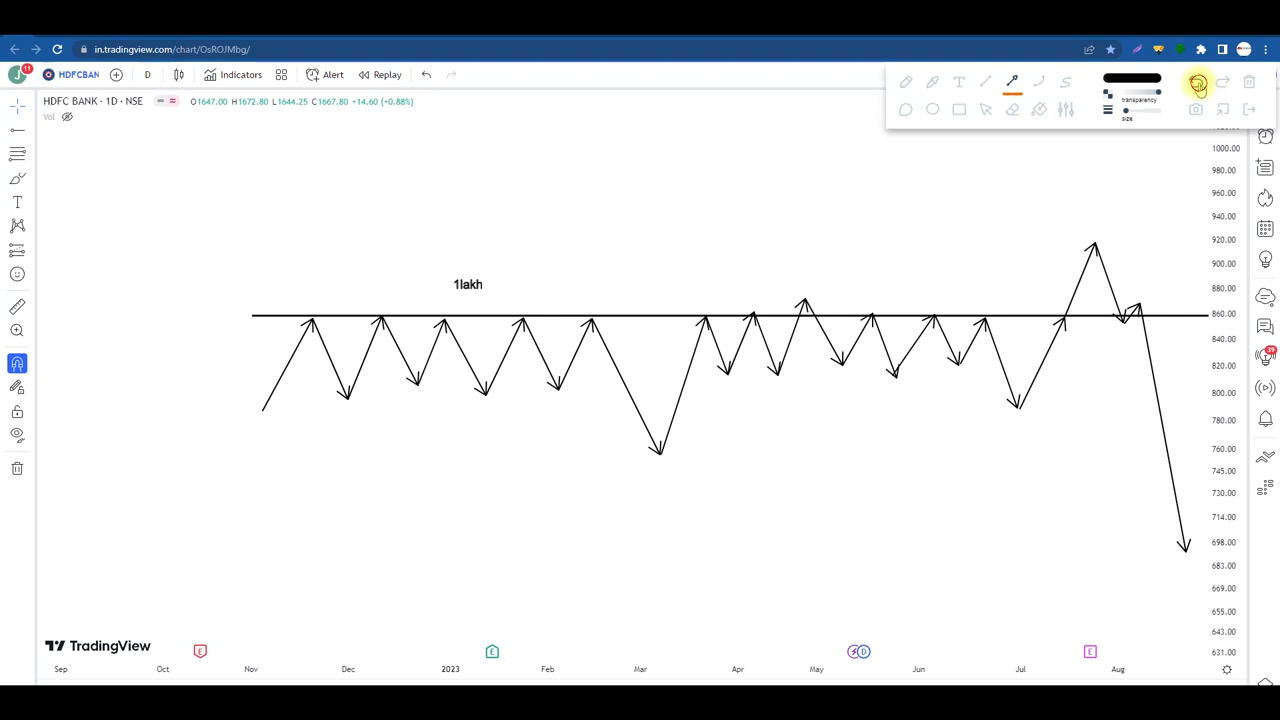 in.tradingview.com/chart/OsROJMbg/
J 11 HDFCBAN D Indicators Alert Replay
HDFC BANK · 1D · NSE O1647.00 H1672.80 L1644.25 C1667.80 +14.60 (+0.88%)
Vol
T
transparency
size
1lakh
1000.00
980.00
960.00
940.00
920.00
900.00
880.00
860.00
840.00
820.00
800.00
780.00
760.00
745.00
730.00
714.00
698.00
683.00
669.00
655.00
643.00
631.00
39
T
E E D E
TradingView
Sep Oct Nov Dec 2023 Feb Mar Apr May Jun Jul Aug